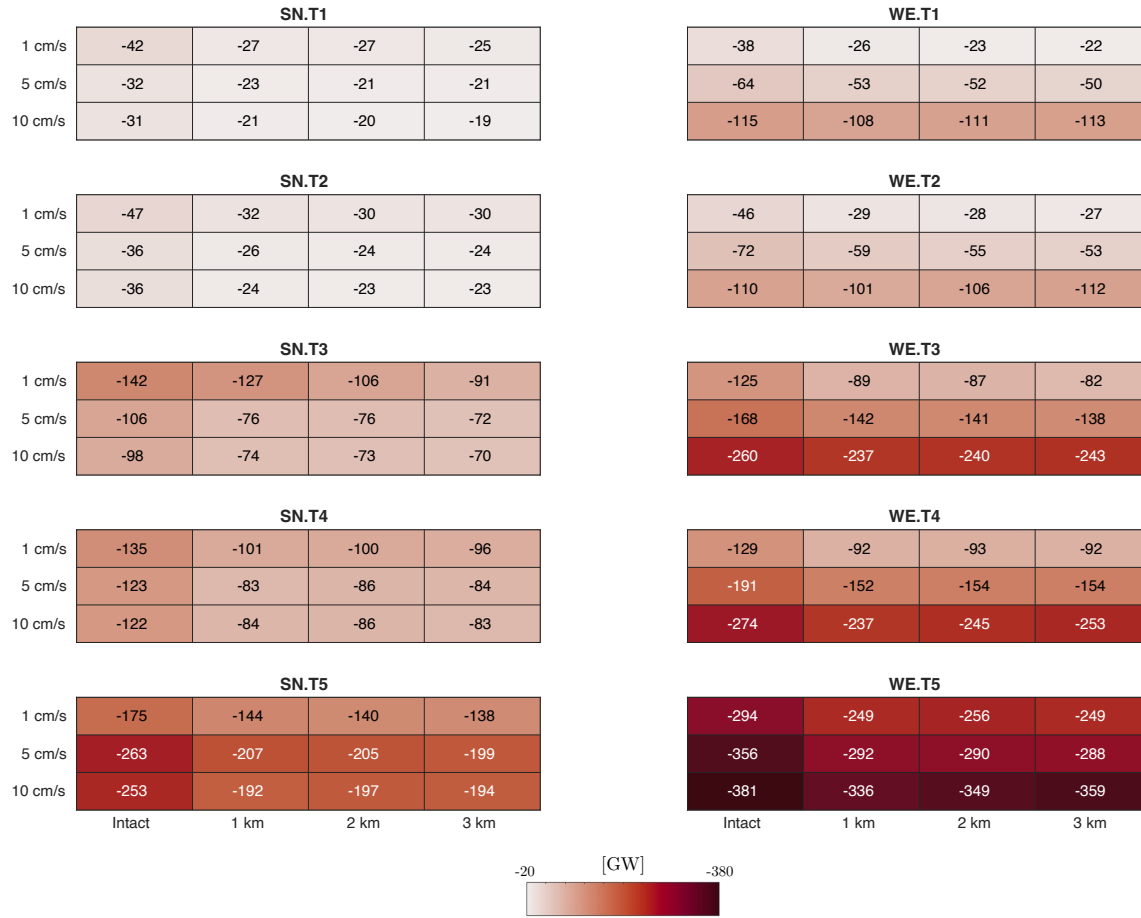 SN.T1 WE.T1
1 cm/s -42 -27 -27 -25 -38 -26 -23 -22
5 cm/s -32 -23 -21 -21 -64 -53 -52 -50
10 cm/s -31 -21 -20 -19 -115 -108 -111 -113
SN.T2 WE.T2
1 cm/s -47 -32 -30 -30 -46 -29 -28 -27
5 cm/s -36 -26 -24 -24 -72 -59 -55 -53
10 cm/s -36 -24 -23 -23 -110 -101 -106 -112
SN.T3 WE.T3
1 cm/s -142 -127 -106 -91 -125 -89 -87 -82
5 cm/s -106 -76 -76 -72 -168 -142 -141 -138
10 cm/s -98 -74 -73 -70 -260 -237 -240 -243
SN.T4 WE.T4
1 cm/s -135 -101 -100 -96 -129 -92 -93 -92
5 cm/s -123 -83 -86 -84 -191 -152 -154 -154
10 cm/s -122 -84 -86 -83 -274 -237 -245 -253
SN.T5 WE.T5
1 cm/s -175 -144 -140 -138 -294 -249 -256 -249
5 cm/s -263 -207 -205 -199 -356 -292 -290 -288
10 cm/s -253 -192 -197 -194 -381 -336 -349 -359
Intact 1 km 2 km 3 km Intact 1 km 2 km 3 km
-20 [GW] -380